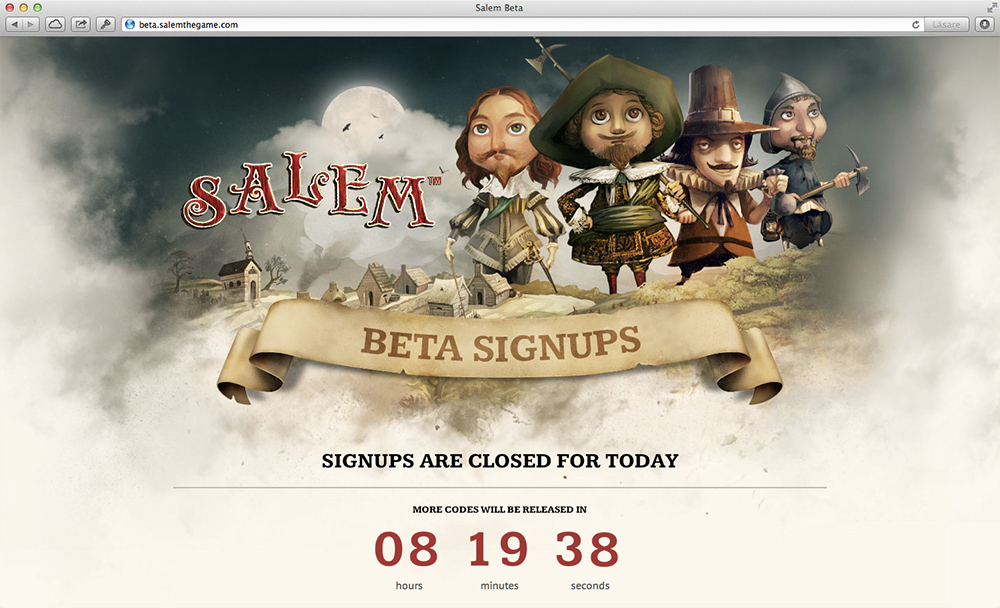 Salem Beta
beta.salemthegame.com
Läsare
SALEM™
BETA SIGNUPS
SIGNUPS ARE CLOSED FOR TODAY
MORE CODES WILL BE RELEASED IN
08 19 38
hours minutes seconds